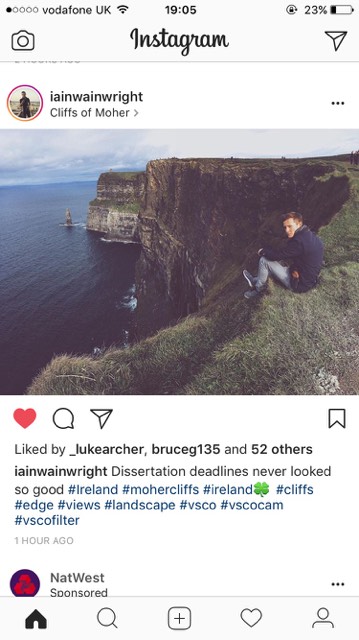 vodafone UK 19:05 23%
Instagram
iainwainwright
Cliffs of Moher >
Liked by _lukearcher, bruceg135 and 52 others
iainwainwright Dissertation deadlines never looked
so good #Ireland #mohercliffs #ireland🍀 #cliffs
#edge #views #landscape #vsco #vscocam
#vscofilter
1 HOUR AGO
NatWest
Sponsored